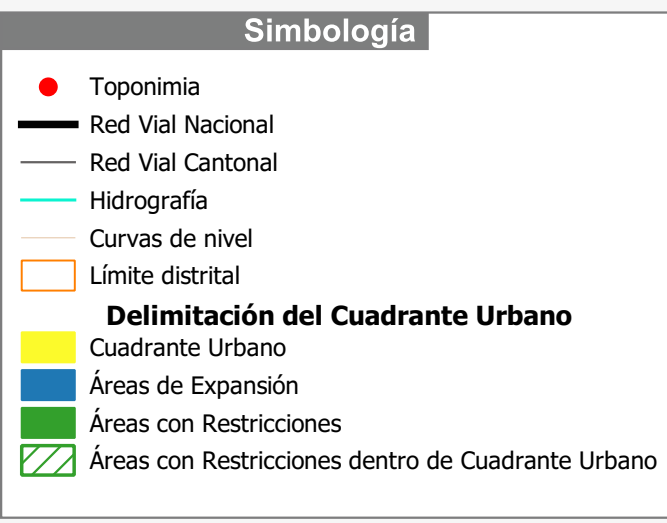 Simbología
Toponimia
Red Vial Nacional
Red Vial Cantonal
Hidrografía
Curvas de nivel
Límite distrital
Delimitación del Cuadrante Urbano
Cuadrante Urbano
Áreas de Expansión
Áreas con Restricciones
Áreas con Restricciones dentro de Cuadrante Urbano